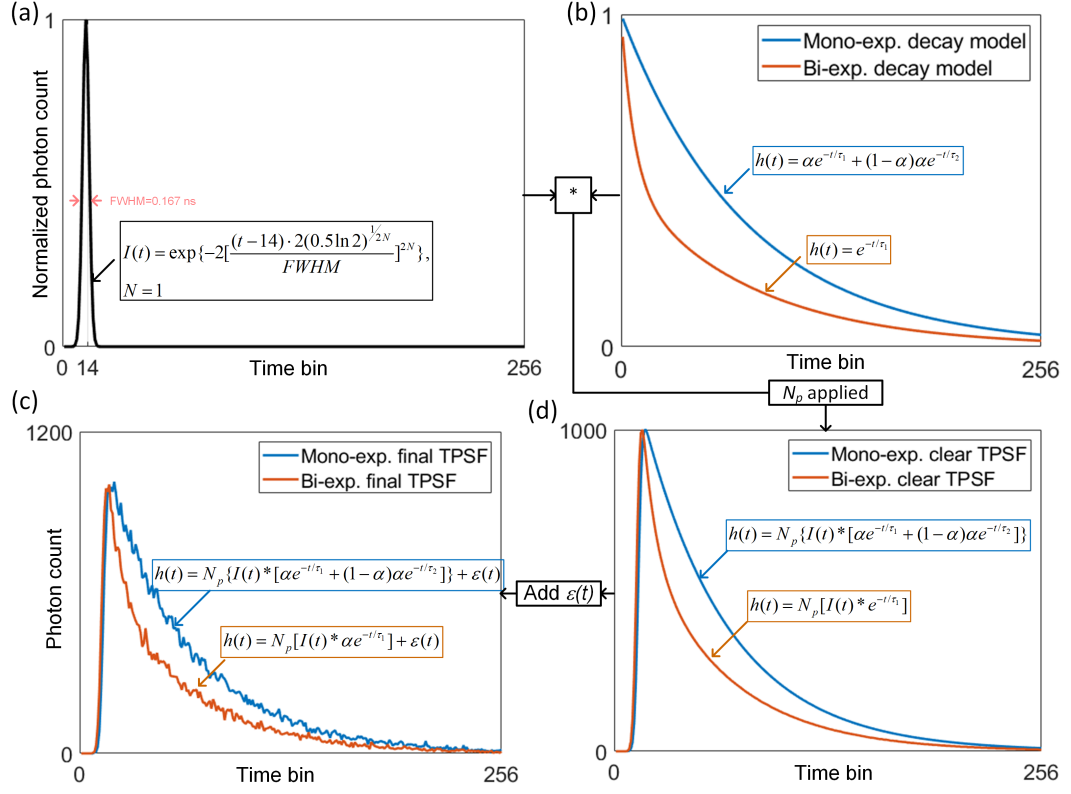 (a)
1
Normalized photon count
FWHM=0.167 ns
I(t) = exp{-2[(t-14)·2(0.5ln2)^{1/2N} / FWHM]^{2N}},
N = 1
0
0 14 256
Time bin
(b)
1
Mono-exp. decay model
Bi-exp. decay model
h(t) = αe^{-t/τ₁} + (1-α)αe^{-t/τ₂}
h(t) = e^{-t/τ₁}
0
0 256
Time bin
*
N_p applied
(c)
1200
Mono-exp. final TPSF
Bi-exp. final TPSF
Photon count
h(t) = N_p{I(t)*[αe^{-t/τ₁} + (1-α)αe^{-t/τ₂}]} + ε(t)
h(t) = N_p[I(t)*αe^{-t/τ₁}] + ε(t)
0
0 256
Time bin
Add ε(t)
(d)
1000
Mono-exp. clear TPSF
Bi-exp. clear TPSF
h(t) = N_p{I(t)*[αe^{-t/τ₁} + (1-α)αe^{-t/τ₂}]}
h(t) = N_p[I(t)*e^{-t/τ₁}]
0
0 256
Time bin